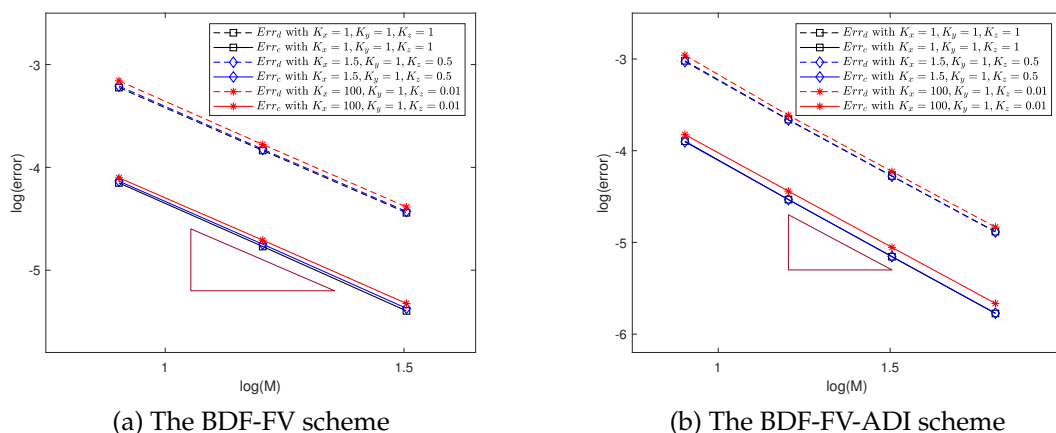 Err_d with K_x = 1, K_y = 1, K_z = 1
Err_c with K_x = 1, K_y = 1, K_z = 1
Err_d with K_x = 1.5, K_y = 1, K_z = 0.5
Err_c with K_x = 1.5, K_y = 1, K_z = 0.5
Err_d with K_x = 100, K_y = 1, K_z = 0.01
Err_c with K_x = 100, K_y = 1, K_z = 0.01
-3
-4
-5
log(error)
1
1.5
log(M)
(a) The BDF-FV scheme
Err_d with K_x = 1, K_y = 1, K_z = 1
Err_c with K_x = 1, K_y = 1, K_z = 1
Err_d with K_x = 1.5, K_y = 1, K_z = 0.5
Err_c with K_x = 1.5, K_y = 1, K_z = 0.5
Err_d with K_x = 100, K_y = 1, K_z = 0.01
Err_c with K_x = 100, K_y = 1, K_z = 0.01
-3
-4
-5
-6
log(error)
1
1.5
log(M)
(b) The BDF-FV-ADI scheme